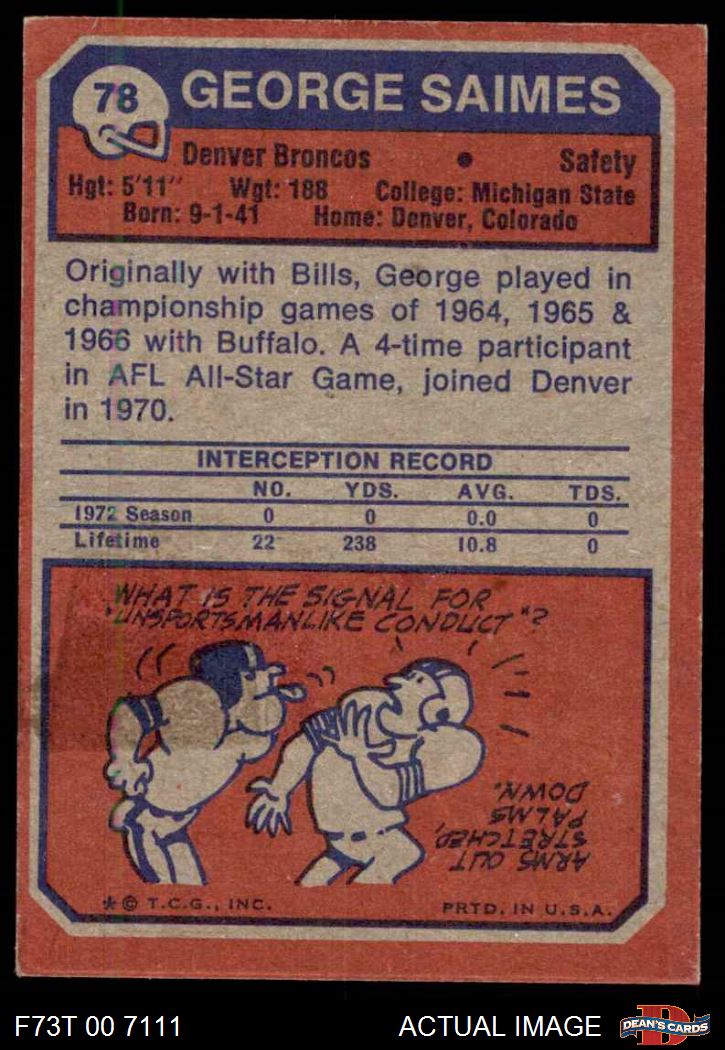 78 GEORGE SAIMES
Denver Broncos • Safety
Hgt: 5'11" Wgt: 188 College: Michigan State
Born: 9-1-41 Home: Denver, Colorado
Originally with Bills, George played in
championship games of 1964, 1965 &
1966 with Buffalo. A 4-time participant
in AFL All-Star Game, joined Denver
in 1970.
INTERCEPTION RECORD
NO. YDS. AVG. TDS.
1972 Season 0 0 0.0 0
Lifetime 22 238 10.8 0
WHAT IS THE SIGNAL FOR
"UNSPORTSMANLIKE CONDUCT"?
ARMS OUT
STRETCHED,
PALMS
DOWN.
* © T.C.G., INC. PRTD. IN U.S.A.
F73T 00 7111 ACTUAL IMAGE D DEAN'S CARDS